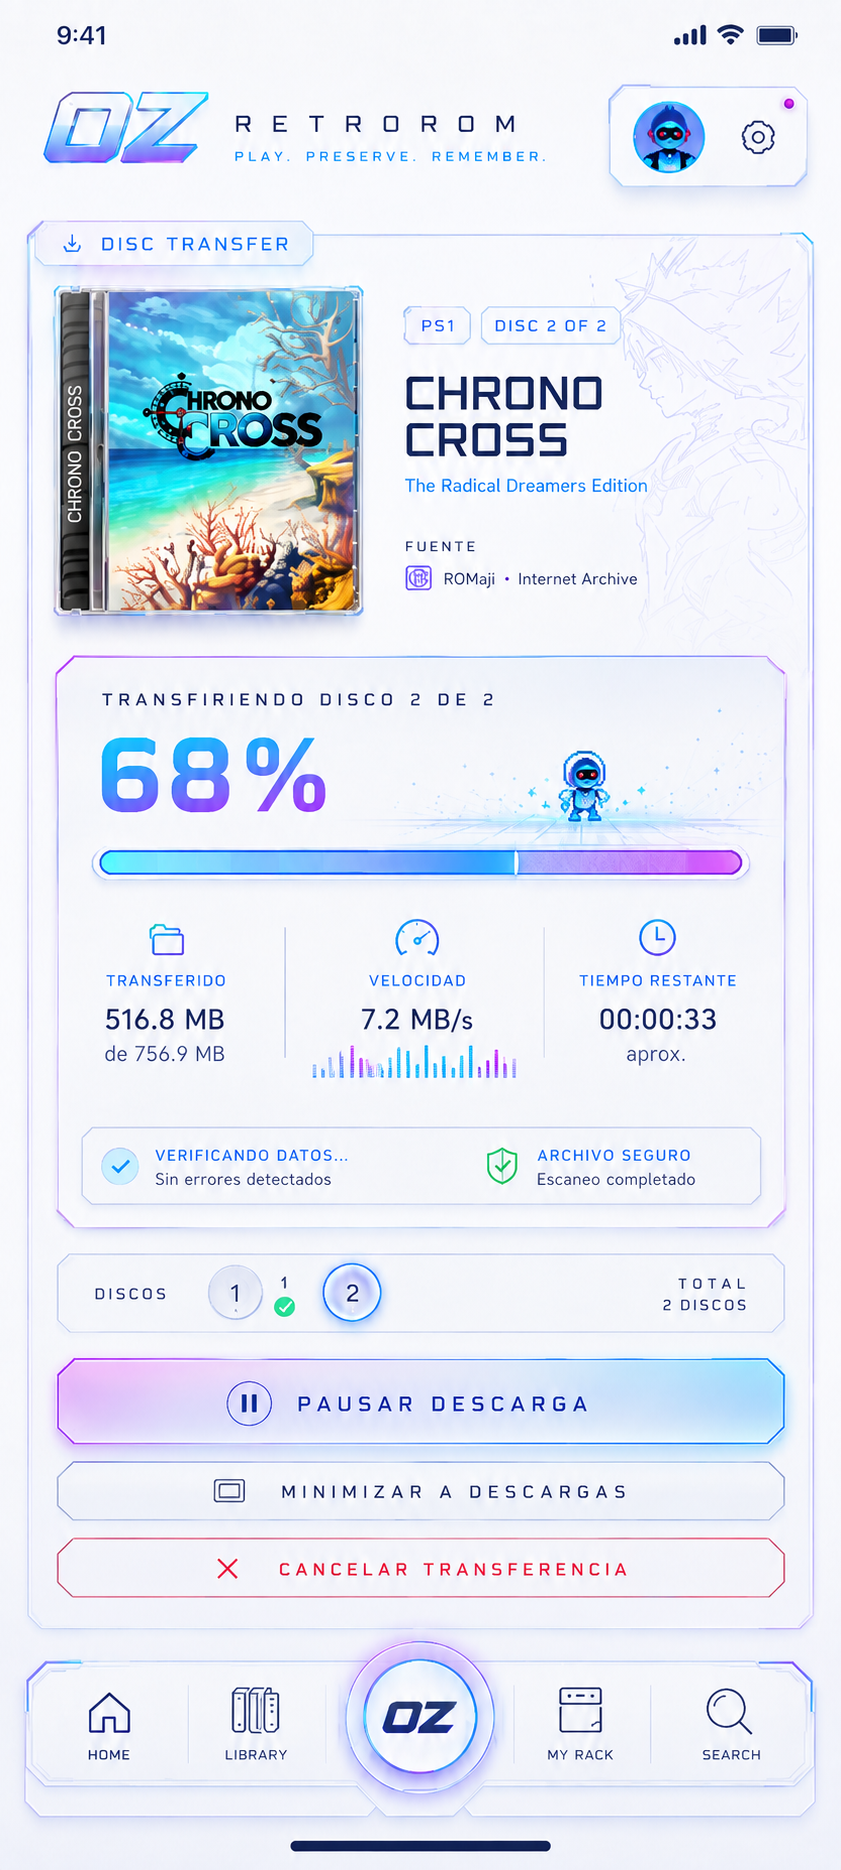 9:41
OZ
RETROROM
PLAY. PRESERVE. REMEMBER.
DISC TRANSFER
CHRONO CROSS
CHRONO
CROSS
PS1
DISC 2 OF 2
CHRONO
CROSS
The Radical Dreamers Edition
FUENTE
ROMaji • Internet Archive
TRANSFIRIENDO DISCO 2 DE 2
68%
TRANSFERIDO
516.8 MB
de 756.9 MB
VELOCIDAD
7.2 MB/s
TIEMPO RESTANTE
00:00:33
aprox.
VERIFICANDO DATOS...
Sin errores detectados
ARCHIVO SEGURO
Escaneo completado
DISCOS
1
1
2
TOTAL
2 DISCOS
PAUSAR DESCARGA
MINIMIZAR A DESCARGAS
CANCELAR TRANSFERENCIA
HOME
LIBRARY
OZ
MY RACK
SEARCH